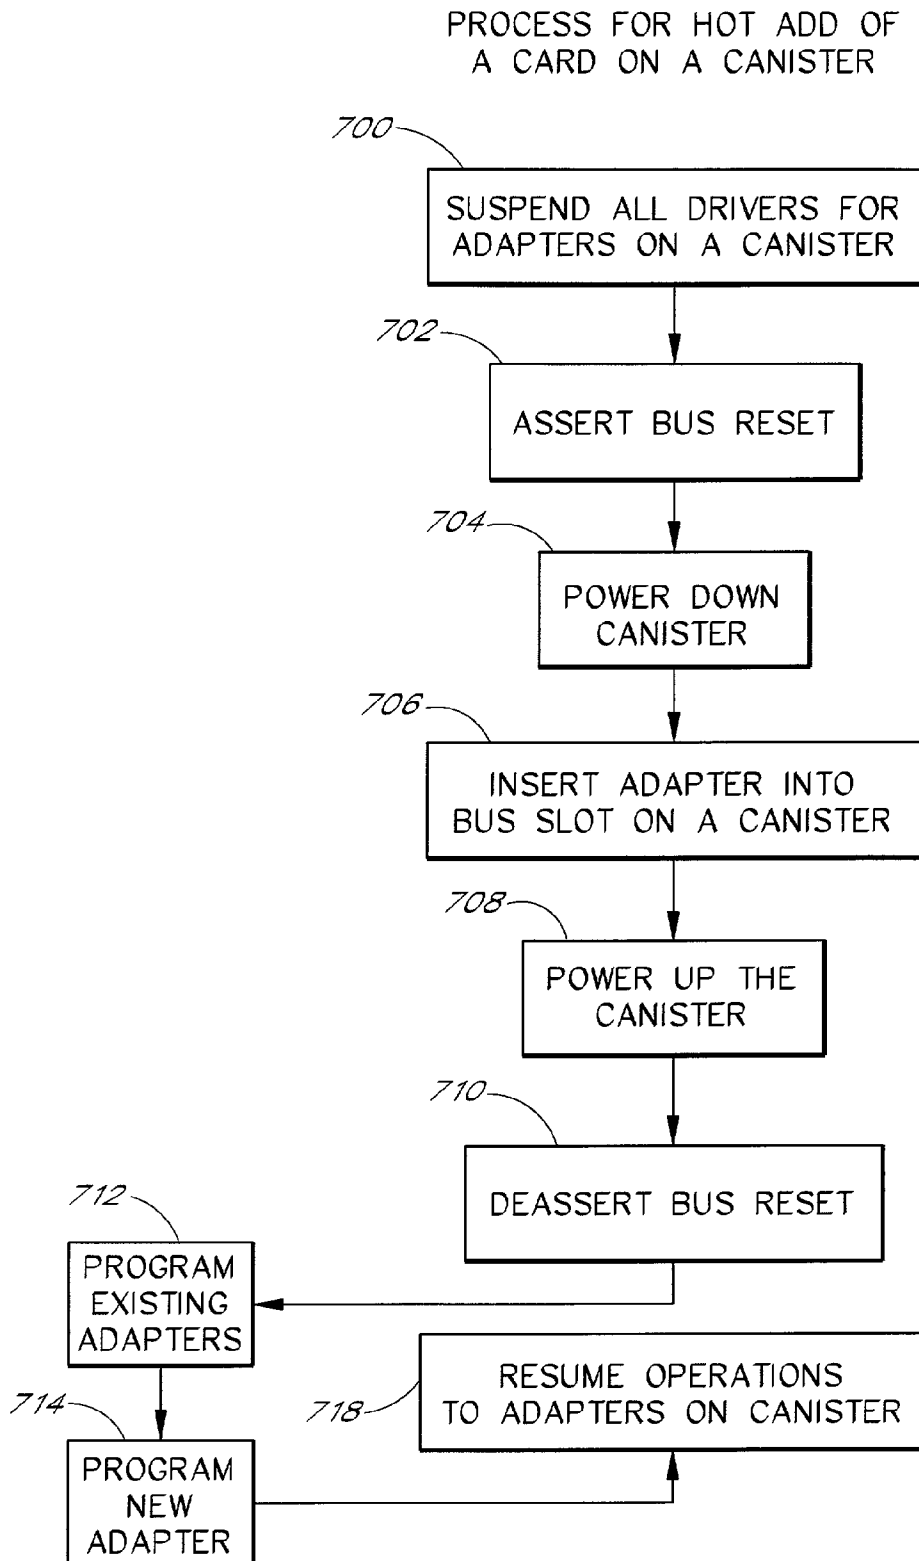 PROCESS FOR HOT ADD OF
A CARD ON A CANISTER
700
SUSPEND ALL DRIVERS FOR
ADAPTERS ON A CANISTER
702
ASSERT BUS RESET
704
POWER DOWN
CANISTER
706
INSERT ADAPTER INTO
BUS SLOT ON A CANISTER
708
POWER UP THE
CANISTER
710
DEASSERT BUS RESET
712
PROGRAM
EXISTING
ADAPTERS
714
PROGRAM
NEW
ADAPTER
718
RESUME OPERATIONS
TO ADAPTERS ON CANISTER